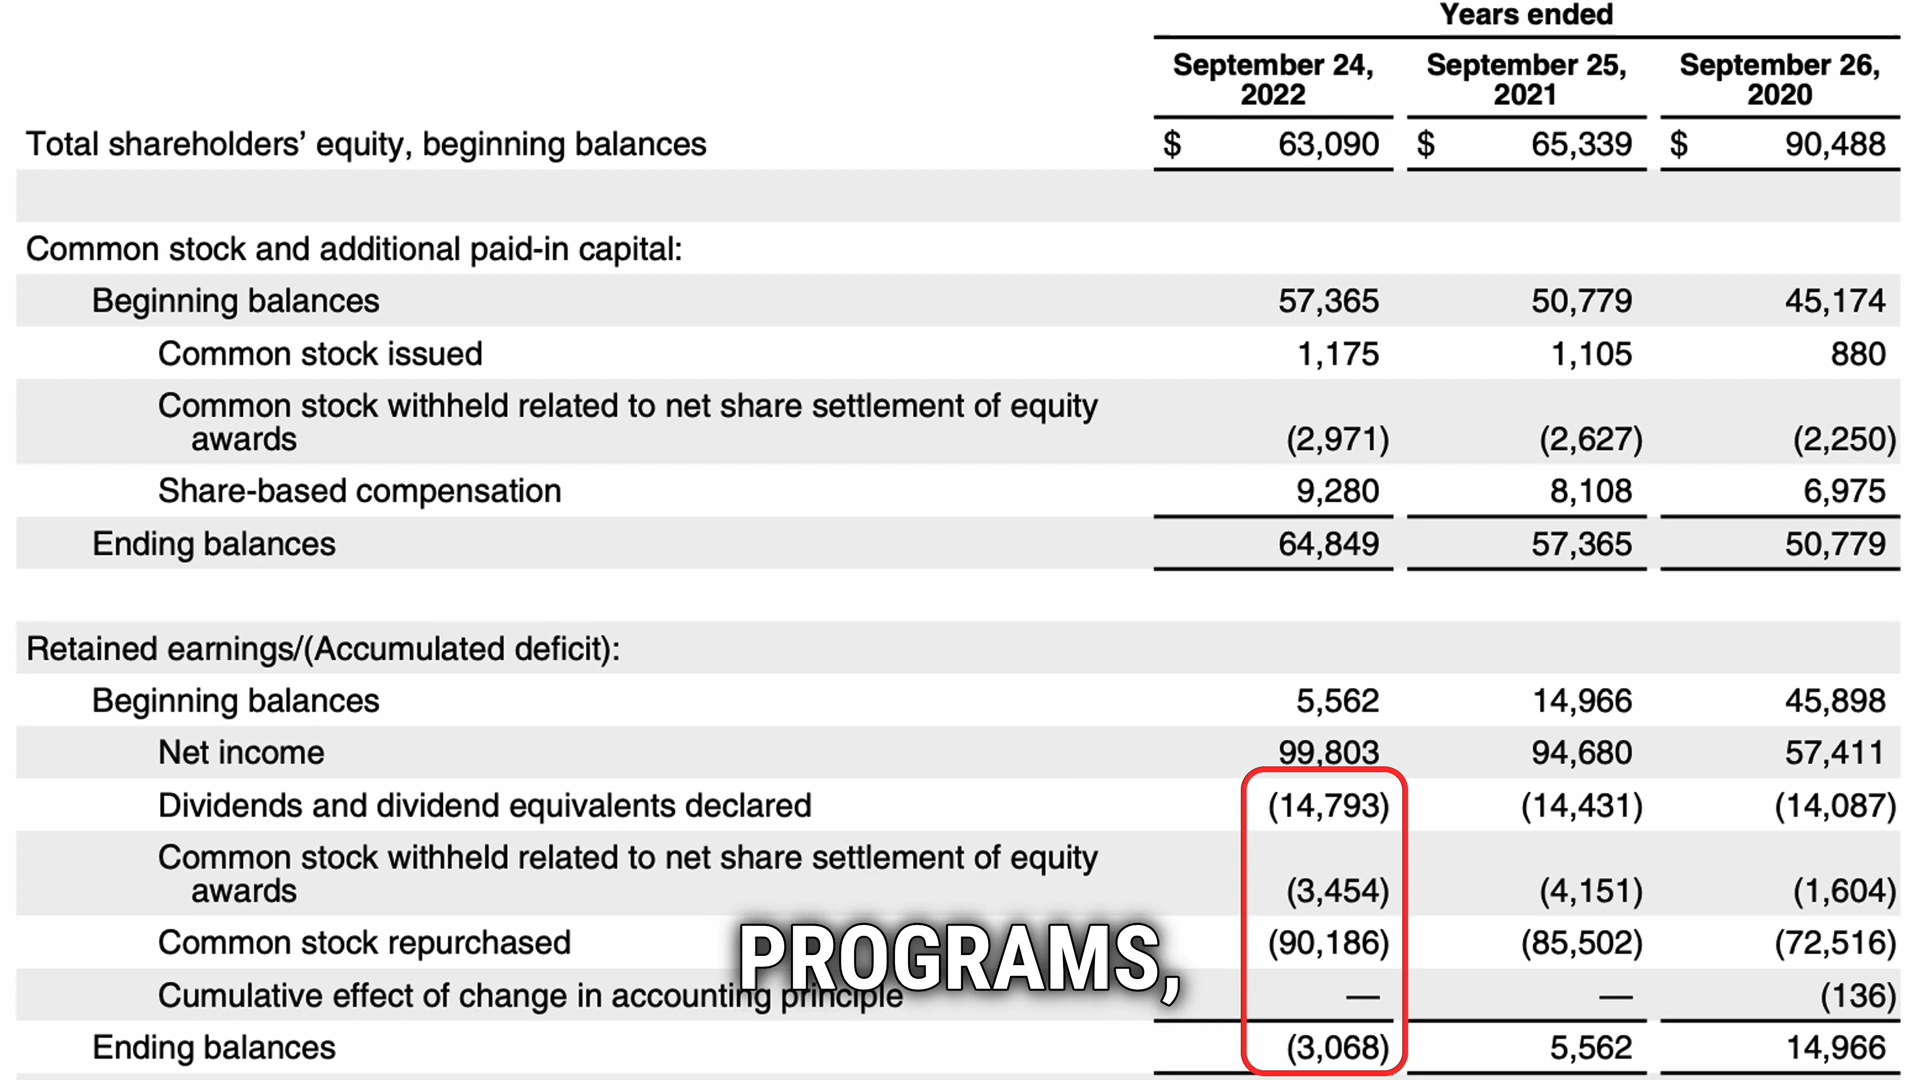 Years ended
September 24, 2022 September 25, 2021 September 26, 2020
Total shareholders’ equity, beginning balances $ 63,090 $ 65,339 $ 90,488
Common stock and additional paid-in capital:
Beginning balances 57,365 50,779 45,174
Common stock issued 1,175 1,105 880
Common stock withheld related to net share settlement of equity
awards (2,971) (2,627) (2,250)
Share-based compensation 9,280 8,108 6,975
Ending balances 64,849 57,365 50,779
Retained earnings/(Accumulated deficit):
Beginning balances 5,562 14,966 45,898
Net income 99,803 94,680 57,411
Dividends and dividend equivalents declared (14,793) (14,431) (14,087)
Common stock withheld related to net share settlement of equity
awards (3,454) (4,151) (1,604)
Common stock repurchased (90,186) (85,502) (72,516)
PROGRAMS,
Cumulative effect of change in accounting principle — — (136)
Ending balances (3,068) 5,562 14,966